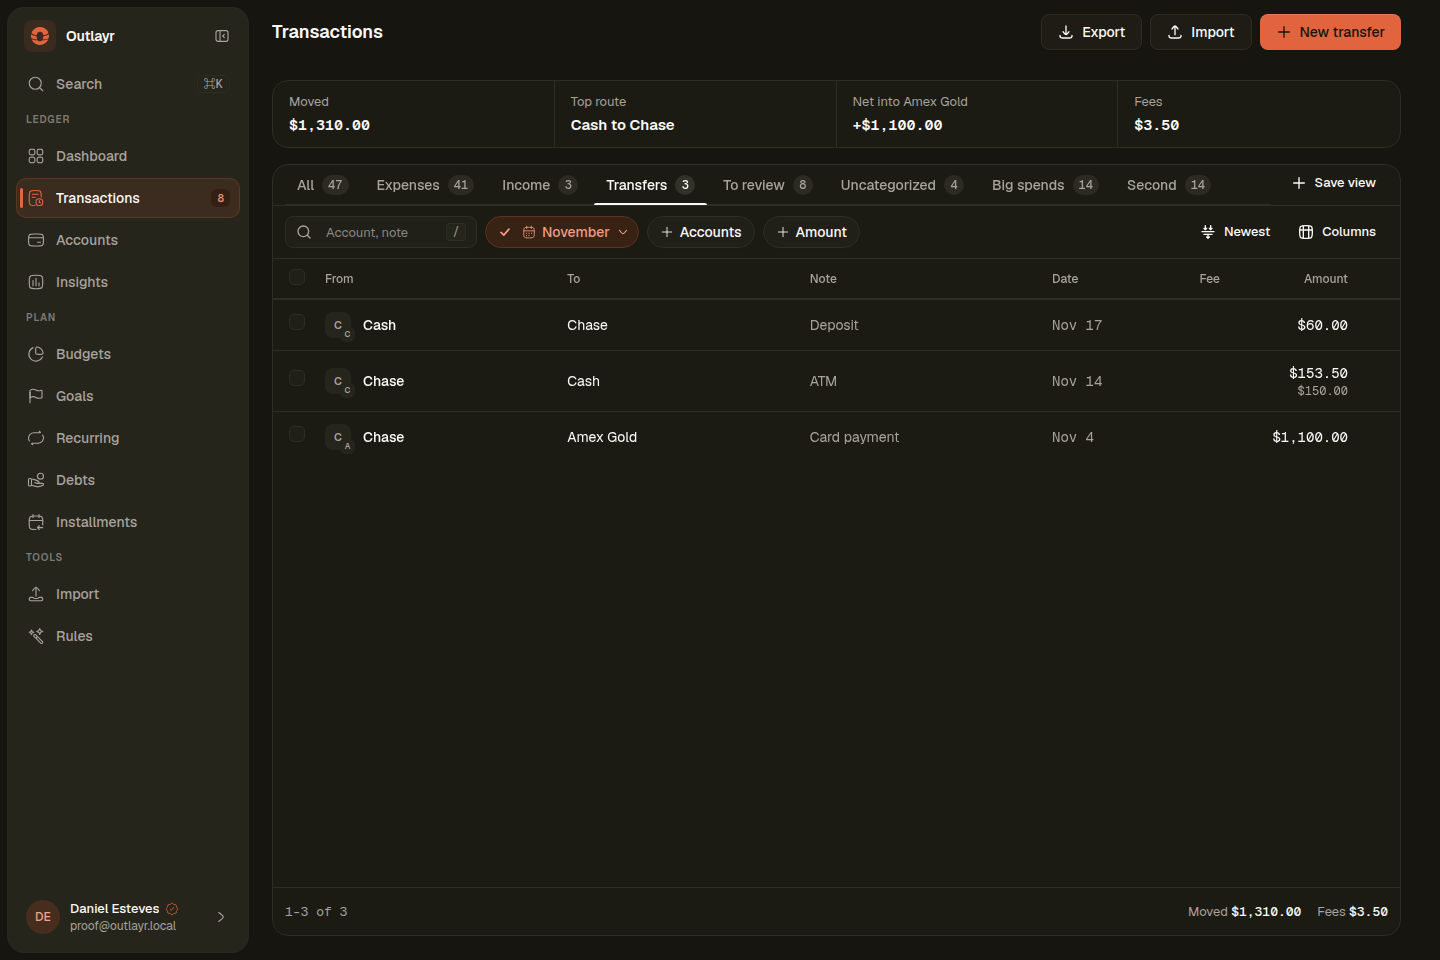 Outlayr
Search ⌘K
LEDGER
Dashboard
Transactions 8
Accounts
Insights
PLAN
Budgets
Goals
Recurring
Debts
Installments
TOOLS
Import
Rules
DE
Daniel Esteves
proof@outlayr.local
Transactions
Export
Import
New transfer
Moved
$1,310.00
Top route
Cash to Chase
Net into Amex Gold
+$1,100.00
Fees
$3.50
All 47 Expenses 41 Income 3 Transfers 3 To review 8 Uncategorized 4 Big spends 14 Second 14
Save view
Account, note /
November
Accounts
Amount
Newest
Columns
From To Note Date Fee Amount
C C Cash Chase Deposit Nov 17 $60.00
C C Chase Cash ATM Nov 14 $153.50
$150.00
C A Chase Amex Gold Card payment Nov 4 $1,100.00
1-3 of 3
Moved $1,310.00 Fees $3.50